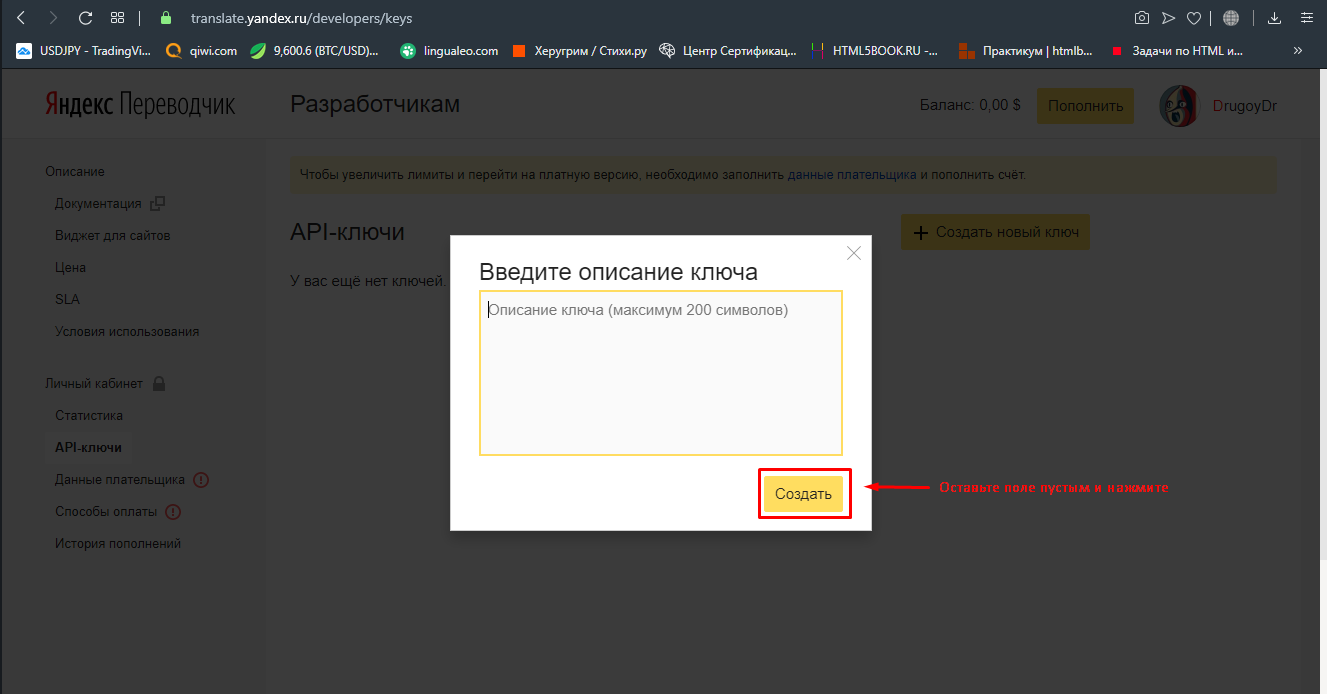 translate.yandex.ru/developers/keys
USDJPY - TradingVi...
qiwi.com
9,600.6 (BTC/USD)...
lingualeo.com
Херугрим / Стихи.ру
Центр Сертификац...
HTML5BOOK.RU -...
Практикум | htmlb...
Задачи по HTML и...
»
Яндекс Переводчик
Разработчикам
Баланс: 0,00 $
Пополнить
DrugoyDr
Описание
Документация
Виджет для сайтов
Цена
SLA
Условия использования
Личный кабинет
Статистика
API-ключи
Данные плательщика
Способы оплаты
История пополнений
Чтобы увеличить лимиты и перейти на платную версию, необходимо заполнить данные плательщика и пополнить счёт.
API-ключи
+ Создать новый ключ
У вас ещё нет ключей.
Введите описание ключа
Описание ключа (максимум 200 символов)
Создать
Оставьте поле пустым и нажмите